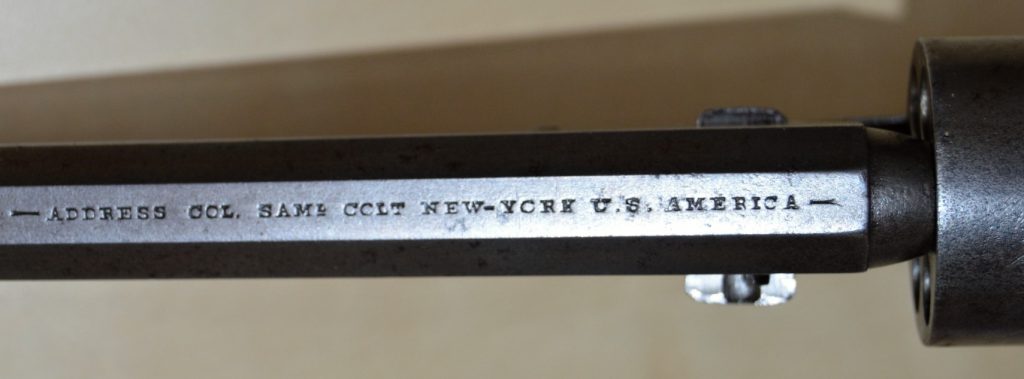 — ADDRESS COL. SAML COLT NEW-YORK U.S. AMERICA —